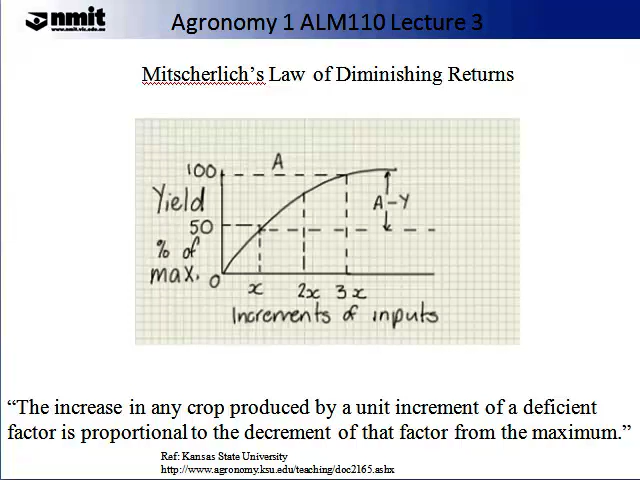 nmit
www.nmit.vic.edu.au
Agronomy 1 ALM110 Lecture 3
Mitscherlich's Law of Diminishing Returns
100
A
Yield
A-Y
50
% of
max.
0
x
2x
3x
Increments of inputs
“The increase in any crop produced by a unit increment of a deficient
factor is proportional to the decrement of that factor from the maximum.”
Ref: Kansas State University
http://www.agronomy.ksu.edu/teaching/doc2165.ashx